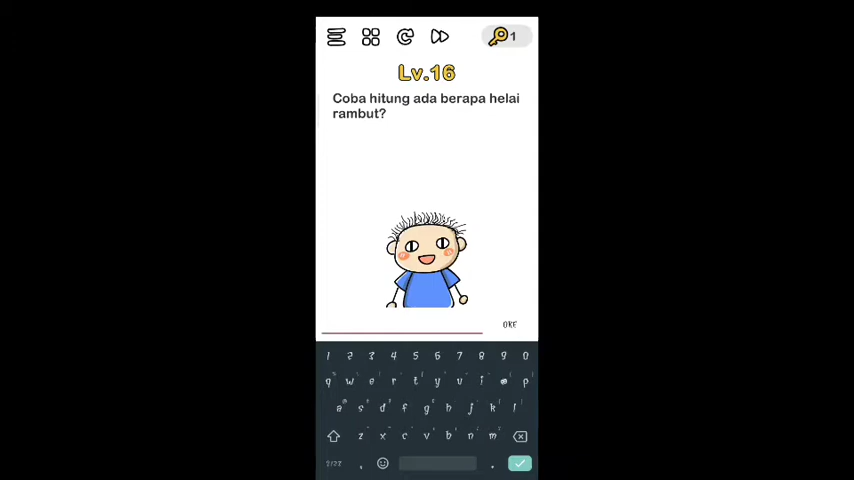 1
Lv.16
Coba hitung ada berapa helai
rambut?
OKE
1 2 3 4 5 6 7 8 9 0
q w e r t y u i o p
a s d f g h j k l
z x c v b n m
, .